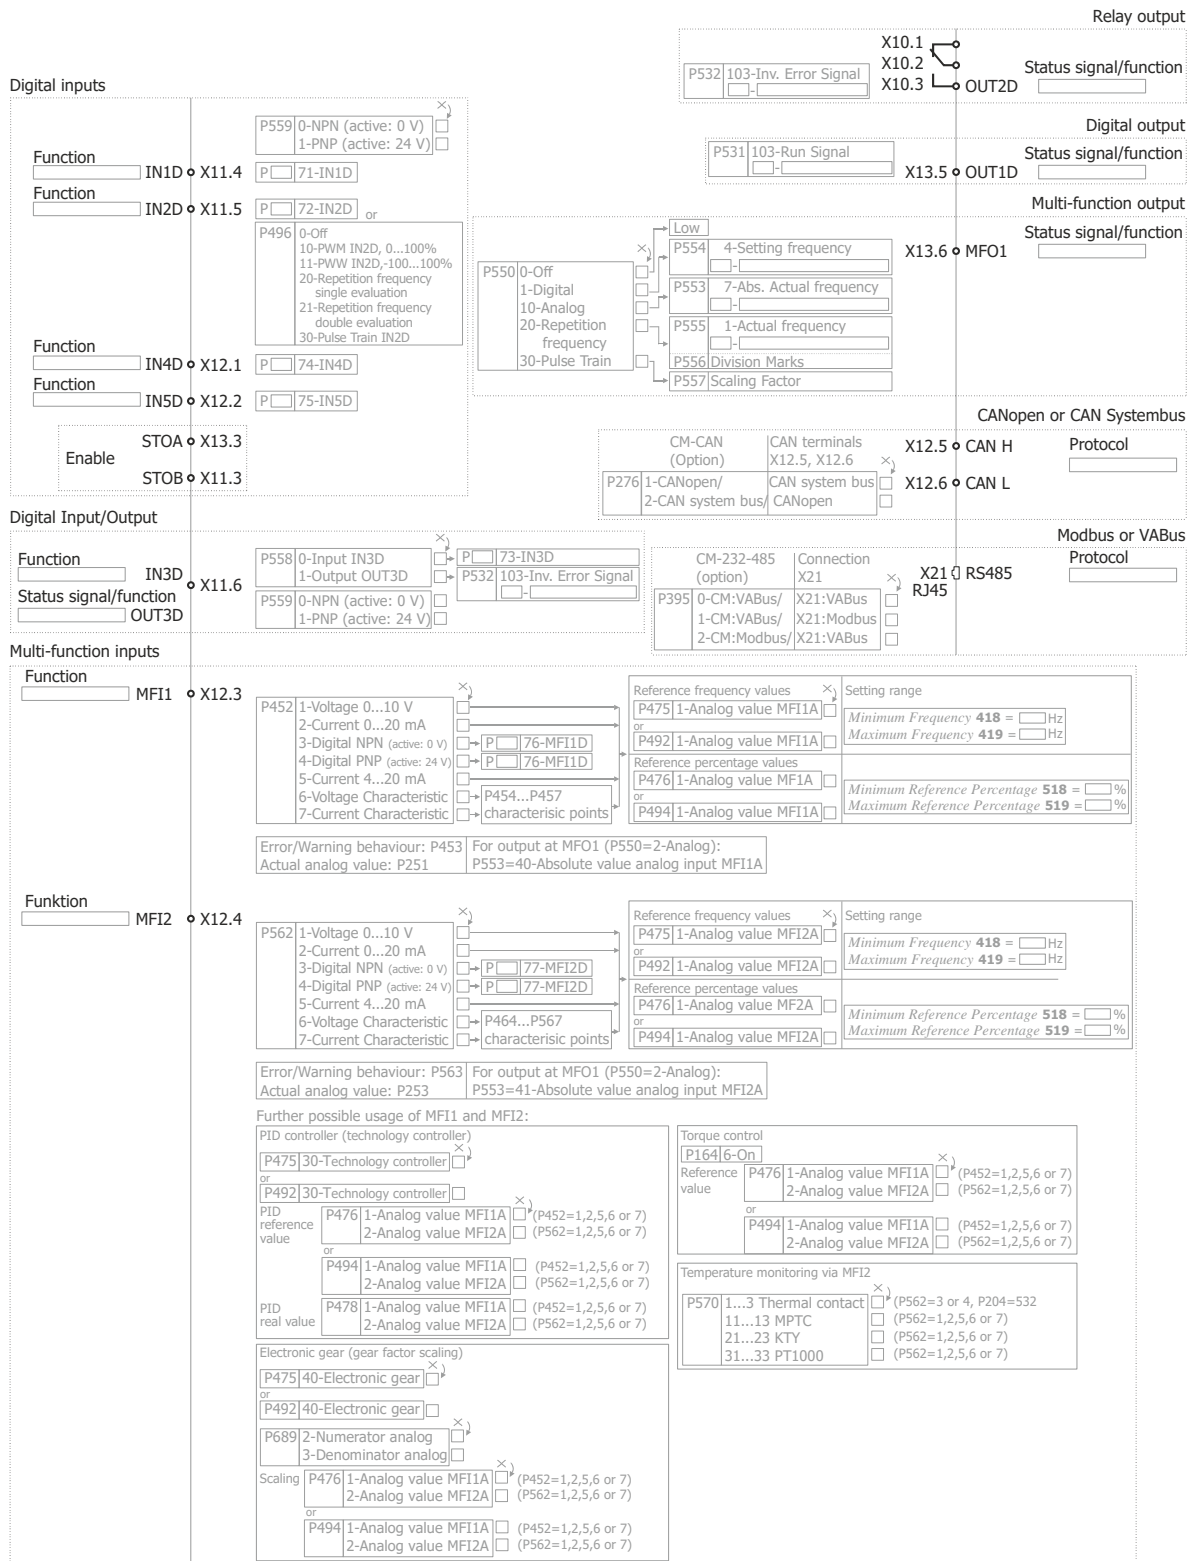 Relay output
X10.1
X10.2
X10.3
OUT2D
P532 103-Inv. Error Signal
-
Status signal/function
Digital inputs
P559 0-NPN (active: 0 V)
1-PNP (active: 24 V)
Function
IN1D X11.4 P 71-IN1D
Function
IN2D X11.5 P 72-IN2D or
P496 0-Off
10-PWM IN2D, 0...100%
11-PWW IN2D,-100...100%
20-Repetition frequency
single evaluation
21-Repetition frequency
double evaluation
30-Pulse Train IN2D
Function
IN4D X12.1 P 74-IN4D
Function
IN5D X12.2 P 75-IN5D
STOA X13.3
Enable
STOB X11.3
Digital output
P531 103-Run Signal
-
X13.5 OUT1D
Status signal/function
Multi-function output
Status signal/function
X13.6 MFO1
P550 0-Off
1-Digital
10-Analog
20-Repetition
frequency
30-Pulse Train
Low
P554 4-Setting frequency
-
P553 7-Abs. Actual frequency
-
P555 1-Actual frequency
-
P556 Division Marks
P557 Scaling Factor
CANopen or CAN Systembus
CM-CAN CAN terminals
(Option) X12.5, X12.6
P276 1-CANopen/ CAN system bus
2-CAN system bus/ CANopen
X12.5 CAN H
X12.6 CAN L
Protocol
Digital Input/Output
Function
IN3D
X11.6
Status signal/function
OUT3D
P558 0-Input IN3D P 73-IN3D
1-Output OUT3D P532 103-Inv. Error Signal
-
P559 0-NPN (active: 0 V)
1-PNP (active: 24 V)
Modbus or VABus
CM-232-485 Connection
(option) X21
P395 0-CM:VABus/ X21:VABus
1-CM:VABus/ X21:Modbus
2-CM:Modbus/ X21:VABus
X21 RS485
RJ45
Protocol
Multi-function inputs
Function
MFI1 X12.3
P452 1-Voltage 0...10 V
2-Current 0...20 mA
3-Digital NPN (active: 0 V) P 76-MFI1D
4-Digital PNP (active: 24 V) P 76-MFI1D
5-Current 4...20 mA
6-Voltage Characteristic P454...P457
7-Current Characteristic characterisic points
Reference frequency values Setting range
P475 1-Analog value MFI1A
or
P492 1-Analog value MFI1A
Minimum Frequency 418 = Hz
Maximum Frequency 419 = Hz
Reference percentage values
P476 1-Analog value MF1A
or
P494 1-Analog value MFI1A
Minimum Reference Percentage 518 = %
Maximum Reference Percentage 519 = %
Error/Warning behaviour: P453 For output at MFO1 (P550=2-Analog):
Actual analog value: P251 P553=40-Absolute value analog input MFI1A
Funktion
MFI2 X12.4
P562 1-Voltage 0...10 V
2-Current 0...20 mA
3-Digital NPN (active: 0 V) P 77-MFI2D
4-Digital PNP (active: 24 V) P 77-MFI2D
5-Current 4...20 mA
6-Voltage Characteristic P464...P567
7-Current Characteristic characterisic points
Reference frequency values Setting range
P475 1-Analog value MFI2A
or
P492 1-Analog value MFI2A
Minimum Frequency 418 = Hz
Maximum Frequency 419 = Hz
Reference percentage values
P476 1-Analog value MF2A
or
P494 1-Analog value MFI2A
Minimum Reference Percentage 518 = %
Maximum Reference Percentage 519 = %
Error/Warning behaviour: P563 For output at MFO1 (P550=2-Analog):
Actual analog value: P253 P553=41-Absolute value analog input MFI2A
Further possible usage of MFI1 and MFI2:
PID controller (technology controller)
P475 30-Technology controller
or
P492 30-Technology controller
PID
reference
value
P476 1-Analog value MFI1A (P452=1,2,5,6 or 7)
2-Analog value MFI2A (P562=1,2,5,6 or 7)
or
P494 1-Analog value MFI1A (P452=1,2,5,6 or 7)
2-Analog value MFI2A (P562=1,2,5,6 or 7)
PID
real value
P478 1-Analog value MFI1A (P452=1,2,5,6 or 7)
2-Analog value MFI2A (P562=1,2,5,6 or 7)
Torque control
P164 6-On
Reference
value
P476 1-Analog value MFI1A (P452=1,2,5,6 or 7)
2-Analog value MFI2A (P562=1,2,5,6 or 7)
or
P494 1-Analog value MFI1A (P452=1,2,5,6 or 7)
2-Analog value MFI2A (P562=1,2,5,6 or 7)
Temperature monitoring via MFI2
P570 1...3 Thermal contact (P562=3 or 4, P204=532
11...13 MPTC (P562=1,2,5,6 or 7)
21...23 KTY (P562=1,2,5,6 or 7)
31...33 PT1000 (P562=1,2,5,6 or 7)
Electronic gear (gear factor scaling)
P475 40-Electronic gear
or
P492 40-Electronic gear
P689 2-Numerator analog
3-Denominator analog
Scaling P476 1-Analog value MFI1A (P452=1,2,5,6 or 7)
2-Analog value MFI2A (P562=1,2,5,6 or 7)
or
P494 1-Analog value MFI1A (P452=1,2,5,6 or 7)
2-Analog value MFI2A (P562=1,2,5,6 or 7)